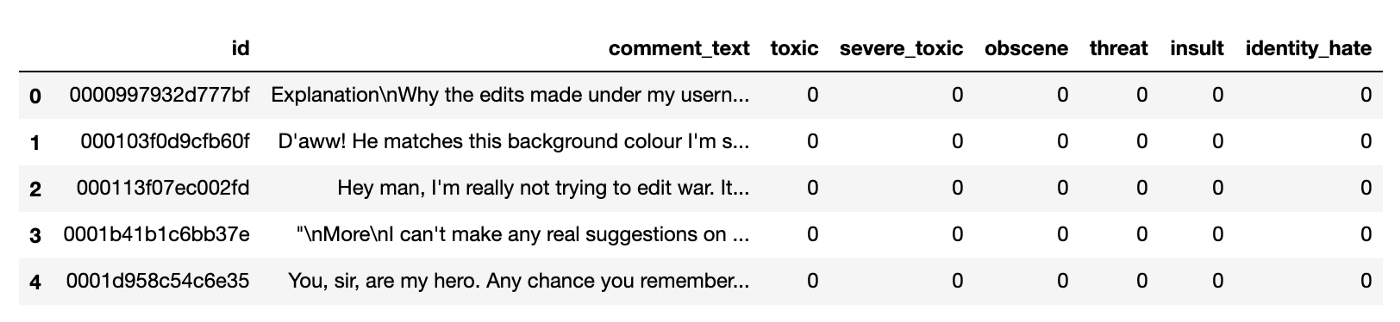 id comment_text toxic severe_toxic obscene threat insult identity_hate
0 0000997932d777bf Explanation\nWhy the edits made under my usern... 0 0 0 0 0 0
1 000103f0d9cfb60f D'aww! He matches this background colour I'm s... 0 0 0 0 0 0
2 000113f07ec002fd Hey man, I'm really not trying to edit war. It... 0 0 0 0 0 0
3 0001b41b1c6bb37e "\nMore\nI can't make any real suggestions on ... 0 0 0 0 0 0
4 0001d958c54c6e35 You, sir, are my hero. Any chance you remember... 0 0 0 0 0 0